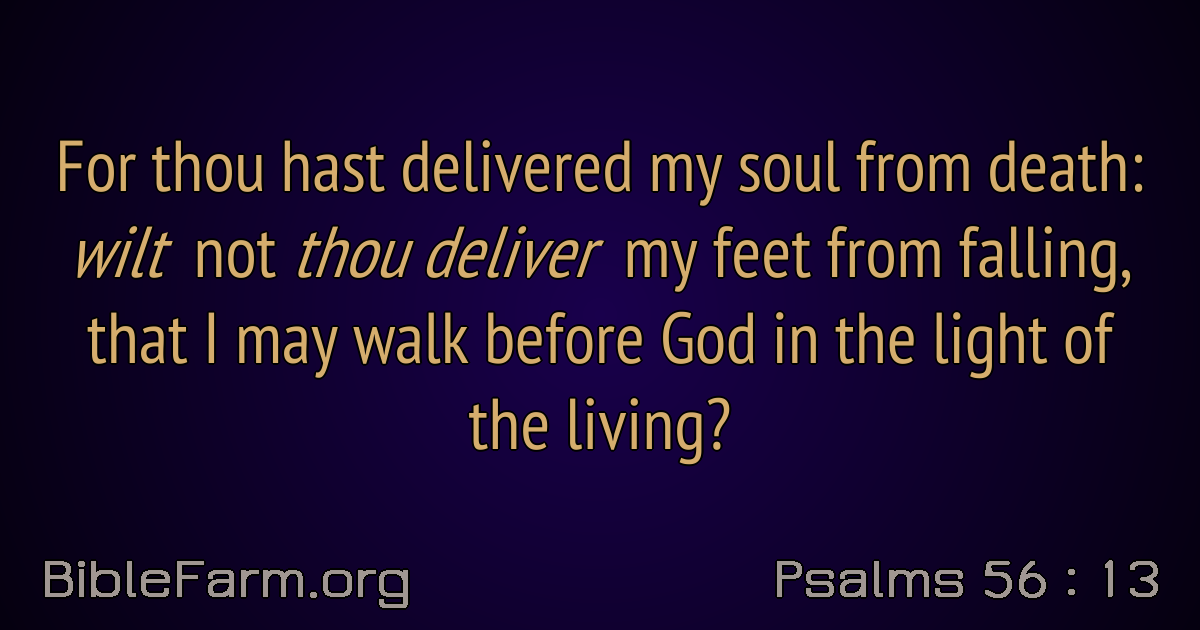 For thou hast delivered my soul from death:
wilt not thou deliver my feet from falling,
that I may walk before God in the light of
the living?
BibleFarm.org
Psalms 56 : 13